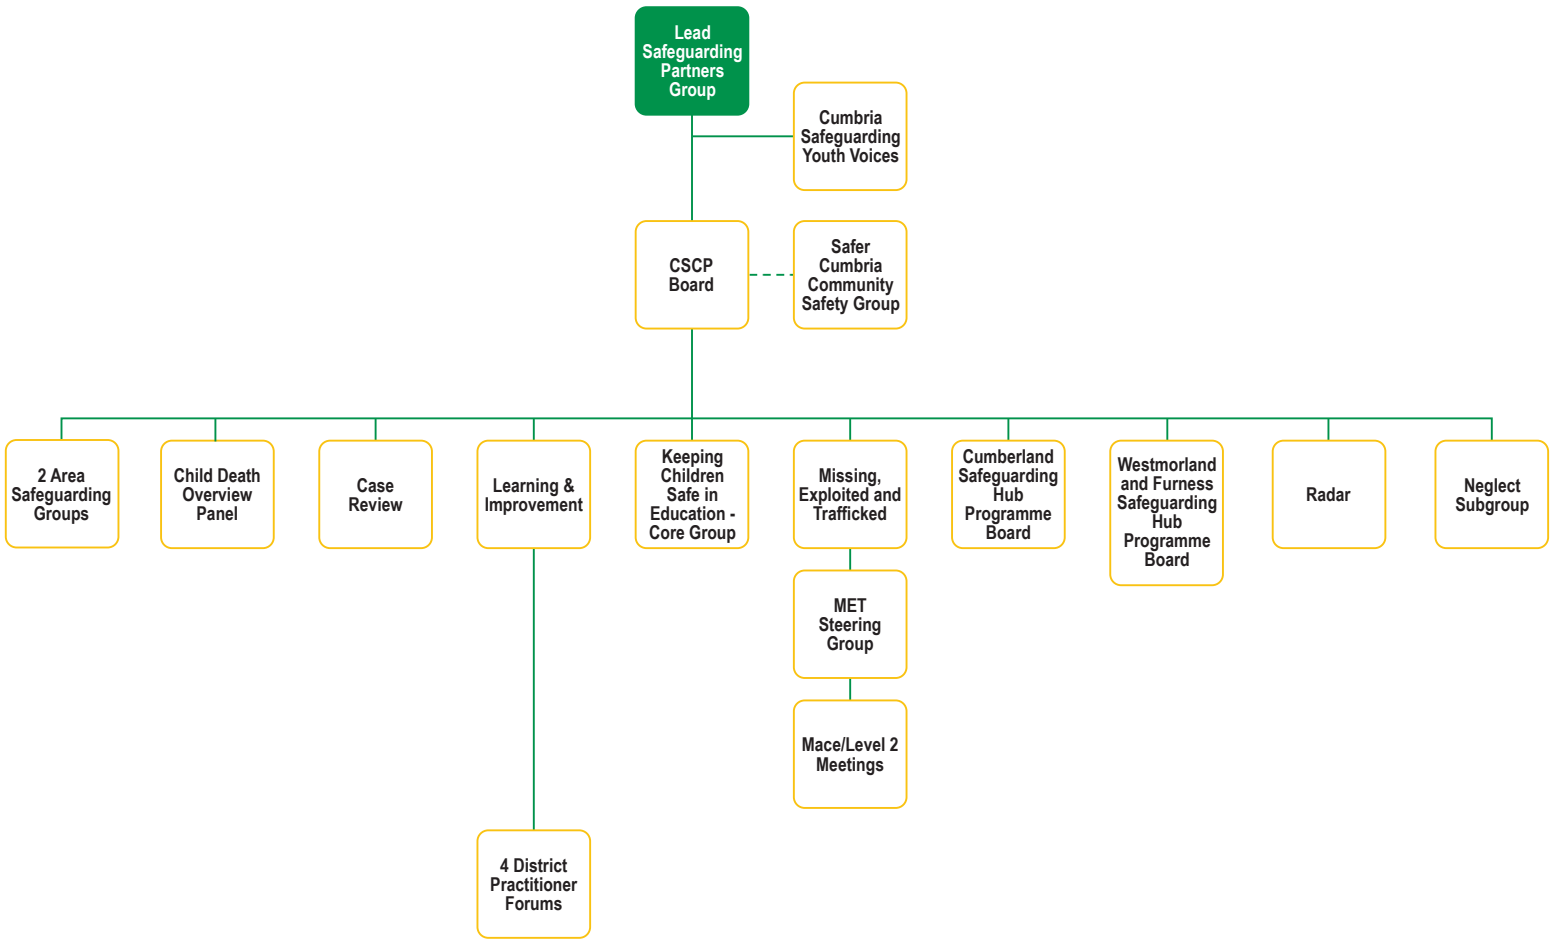 Lead
Safeguarding
Partners
Group
Cumbria
Safeguarding
Youth Voices
CSCP
Board
Safer
Cumbria
Community
Safety Group
2 Area
Safeguarding
Groups
Child Death
Overview
Panel
Case
Review
Learning &
Improvement
Keeping
Children
Safe in
Education -
Core Group
Missing,
Exploited and
Trafficked
Cumberland
Safeguarding
Hub
Programme
Board
Westmorland
and Furness
Safeguarding
Hub
Programme
Board
Radar
Neglect
Subgroup
MET
Steering
Group
Mace/Level 2
Meetings
4 District
Practitioner
Forums